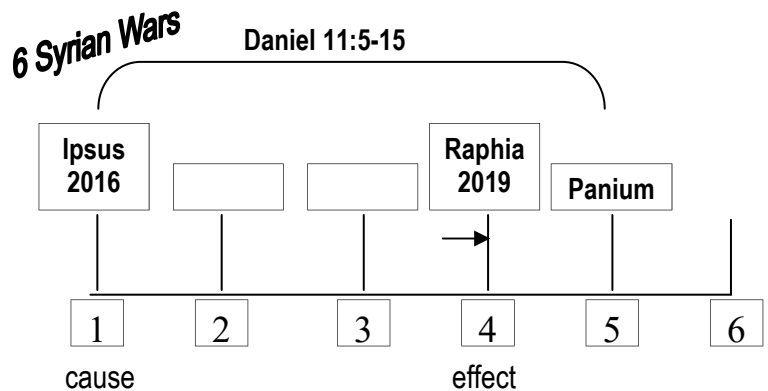 6 Syrian Wars
Daniel 11:5-15
Ipsus
2016
Raphia
2019
Panium
1 2 3 4 5 6
cause effect